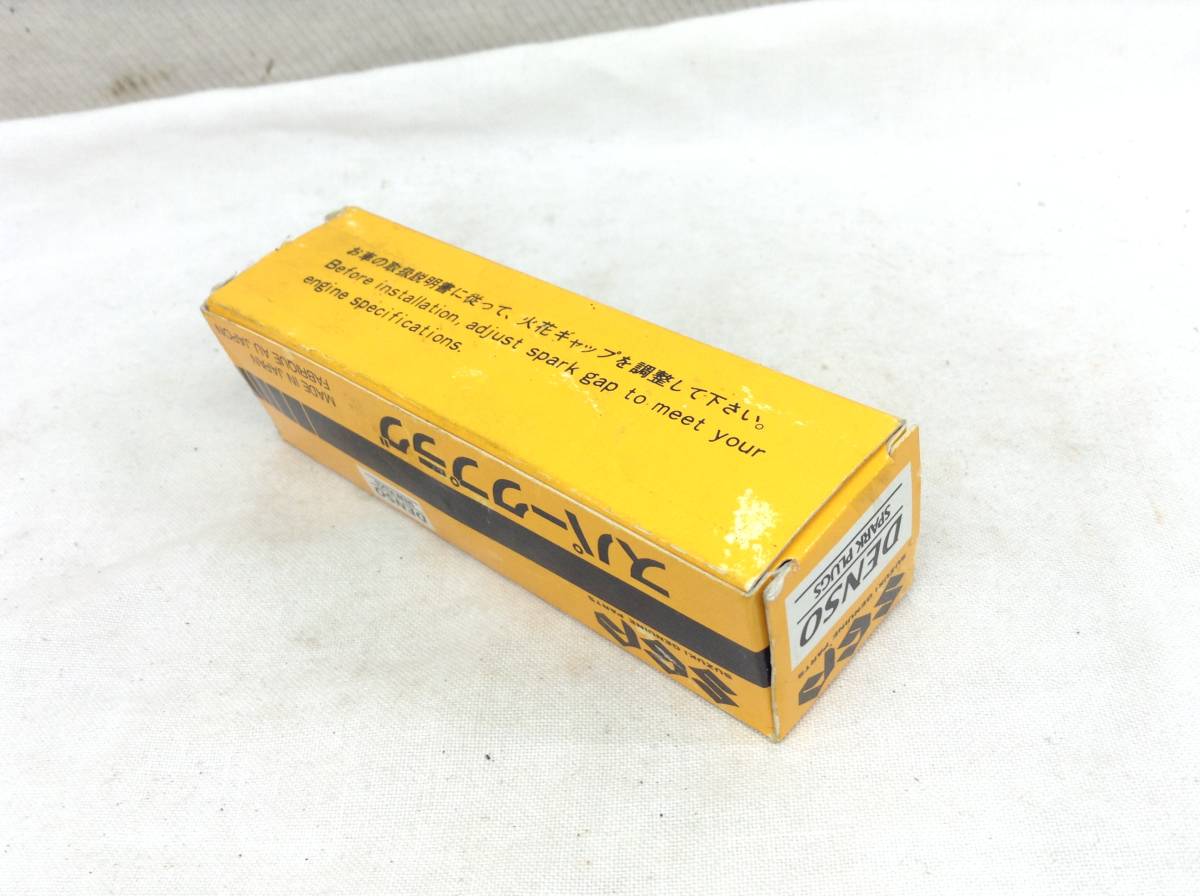 お車の取扱説明書に従って、火花ギャップを調整して下さい。
Before installation, adjust spark gap to meet your
engine specifications.
MADE IN JAPAN
FABRIQUE AU JAPON
スパークプラグ
DENSO
SGP
SUZUKI GENUINE PARTS
DENSO
SPARK PLUGS
SGP
SUZUKI GENUINE PARTS